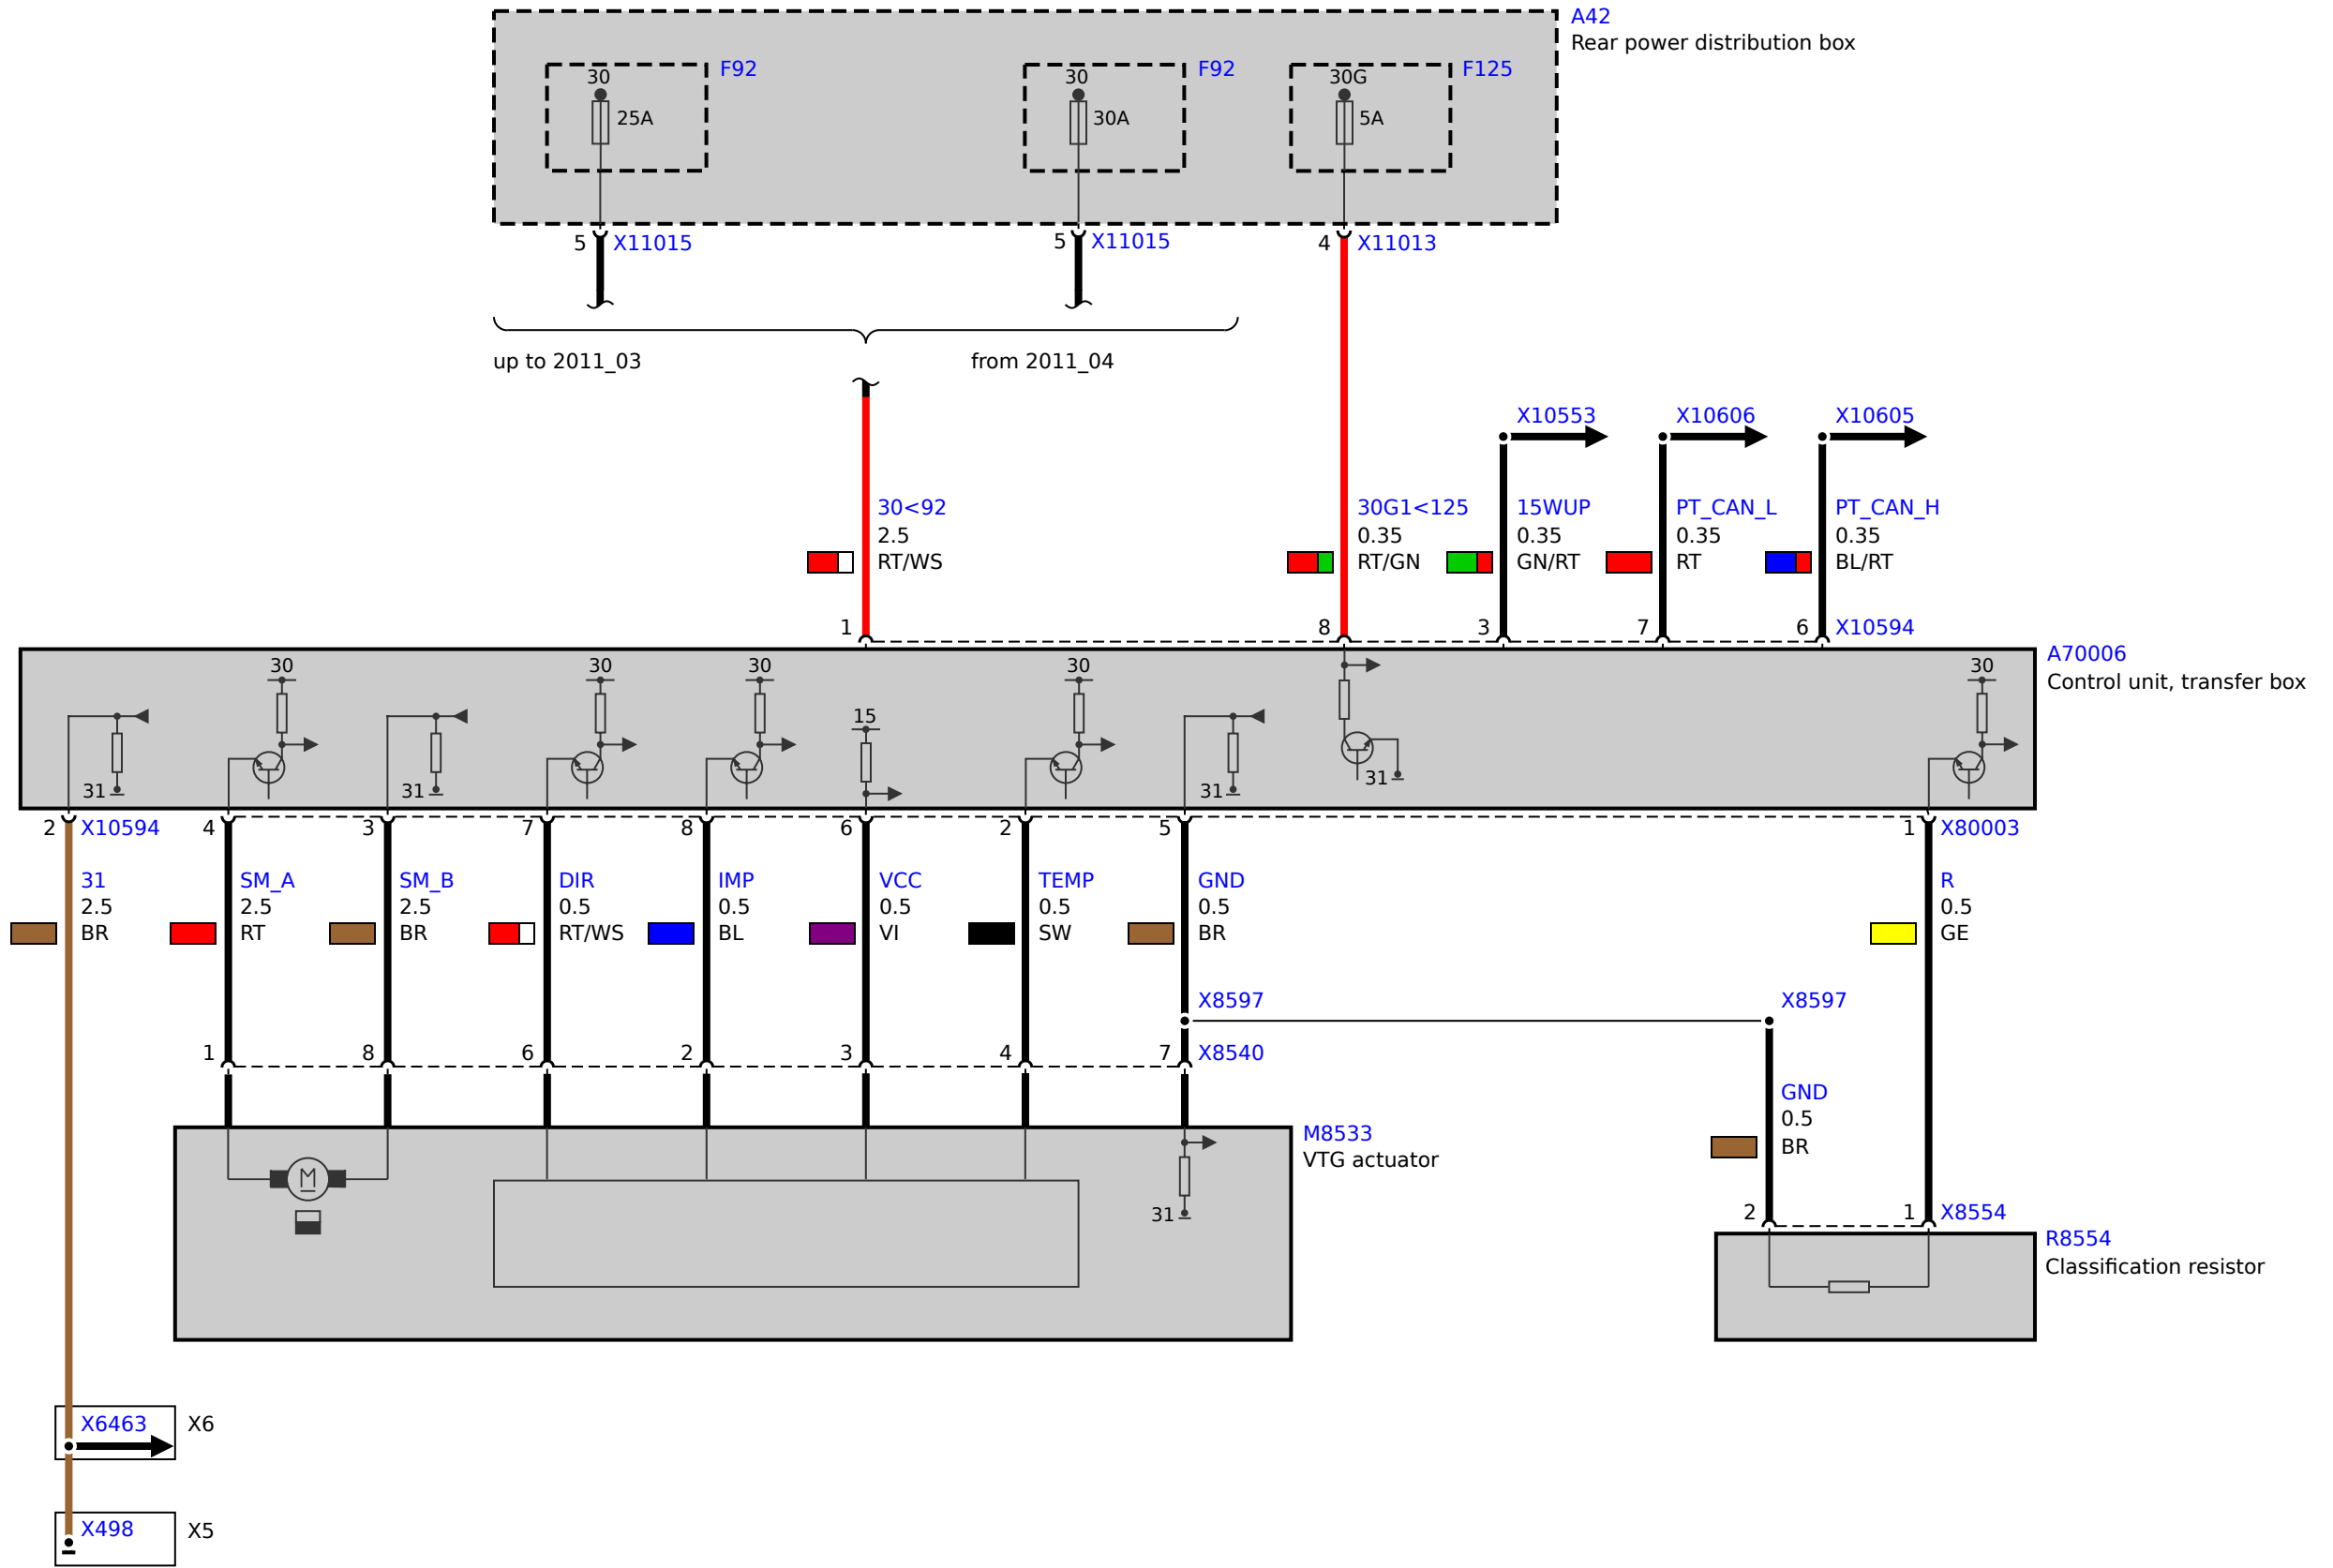 A42
Rear power distribution box
30
F92
25A
30
F92
30A
30G
F125
5A
5
X11015
5
X11015
4
X11013
up to 2011_03
from 2011_04
X10553
X10606
X10605
30<92
2.5
RT/WS
30G1<125
0.35
RT/GN
15WUP
0.35
GN/RT
PT_CAN_L
0.35
RT
PT_CAN_H
0.35
BL/RT
1
8
3
7
6
X10594
A70006
Control unit, transfer box
30
30
30
15
30
30
31
31
31
31
2
X10594
4
3
7
8
6
2
5
1
X80003
31
2.5
BR
SM_A
2.5
RT
SM_B
2.5
BR
DIR
0.5
RT/WS
IMP
0.5
BL
VCC
0.5
VI
TEMP
0.5
SW
GND
0.5
BR
R
0.5
GE
X8597
X8597
1
8
6
2
3
4
7
X8540
GND
0.5
BR
M8533
VTG actuator
M
31
2
1
X8554
R8554
Classification resistor
X6463
X6
X498
X5